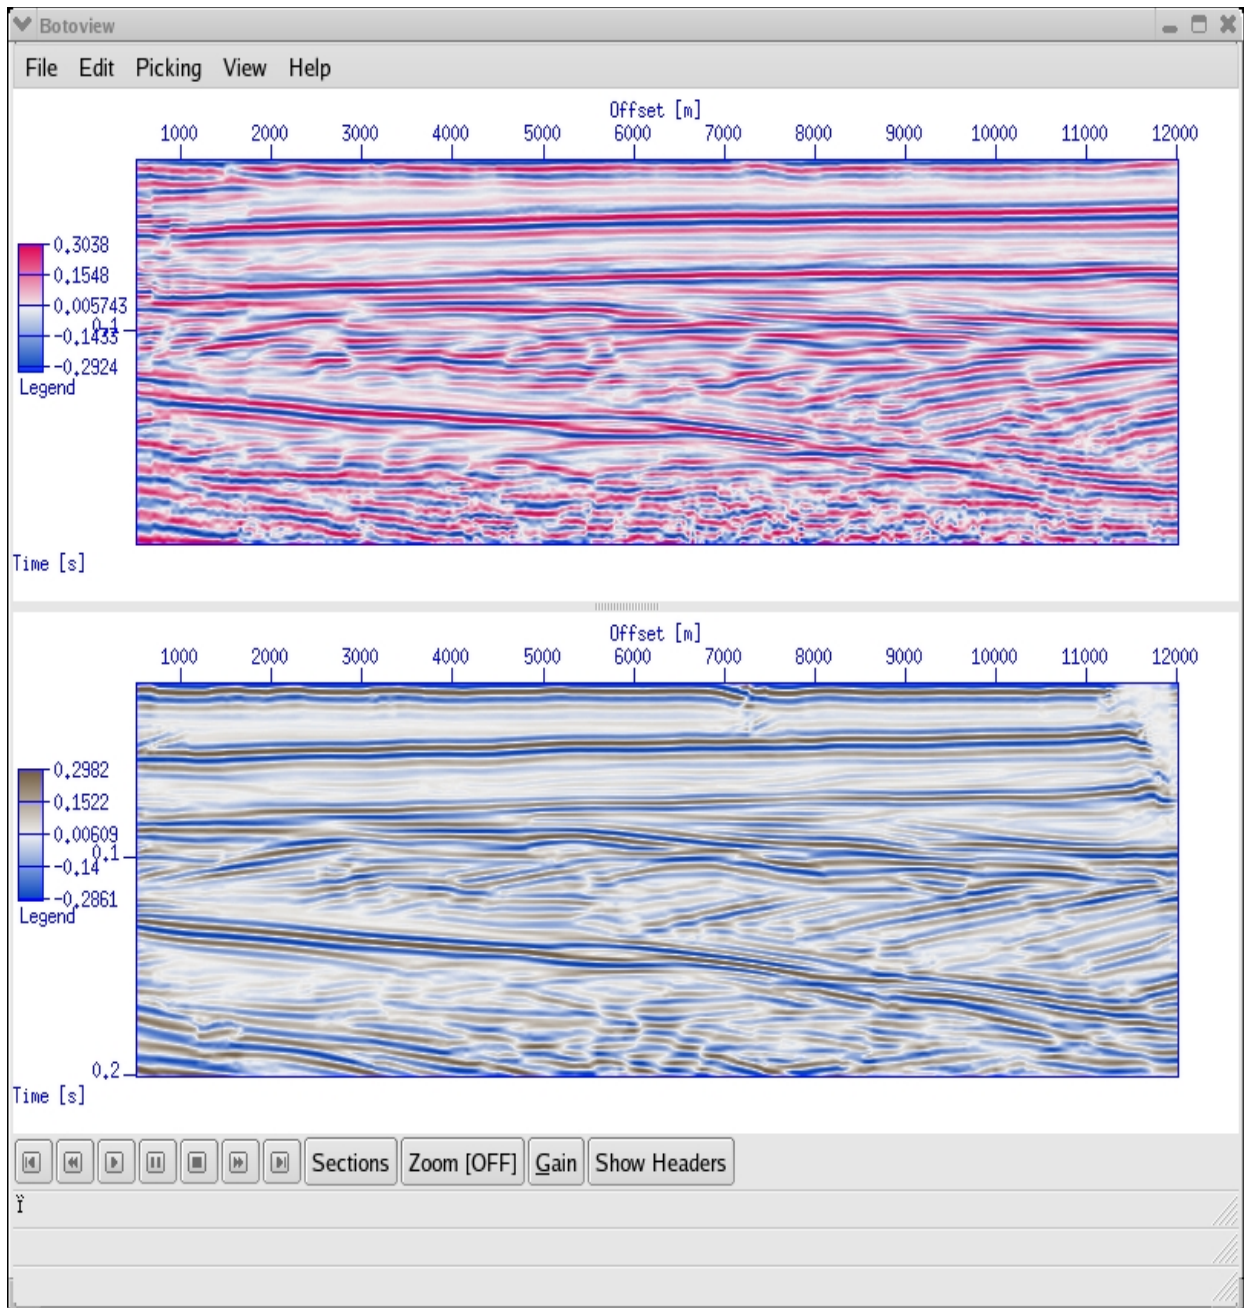 Botoview
File Edit Picking View Help
Offset [m]
1000 2000 3000 4000 5000 6000 7000 8000 9000 10000 11000 12000
0.3038
0.1548
0.005743
0.1
-0.1433
-0.2924
Legend
Time [s]
Offset [m]
1000 2000 3000 4000 5000 6000 7000 8000 9000 10000 11000 12000
0.2982
0.1522
0.00609
0.1
-0.14
-0.2861
Legend
0.2
Time [s]
Sections Zoom [OFF] Gain Show Headers